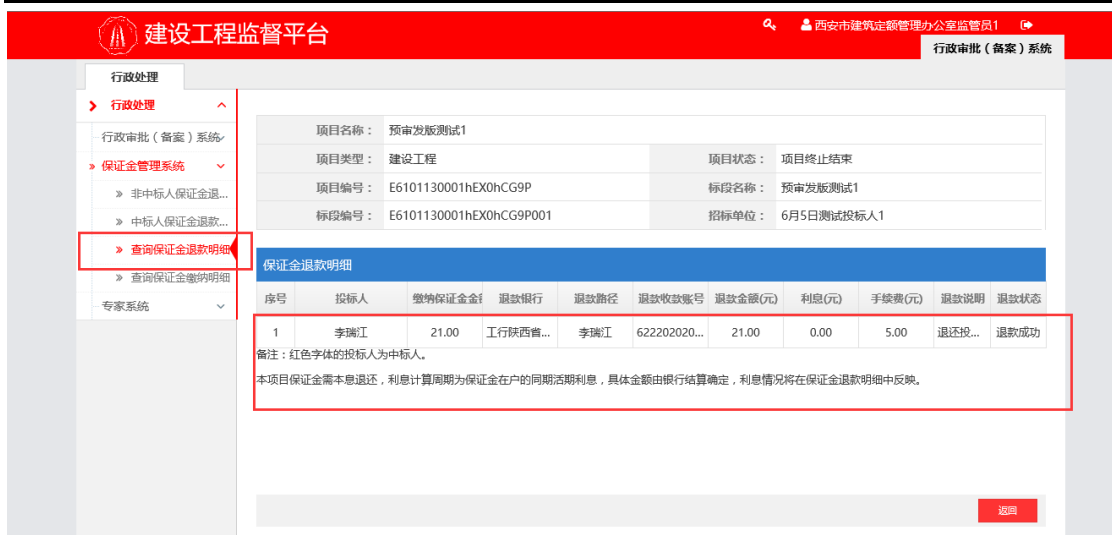 建设工程监督平台
西安市建筑定额管理办公室监管员1
行政审批（备案）系统
行政处理
行政处理
行政审批（备案）系统
保证金管理系统
非中标人保证金退...
中标人保证金退款...
查询保证金退款明细
查询保证金缴纳明细
专家系统
项目名称： 预审发版测试1
项目类型： 建设工程 项目状态： 项目终止结束
项目编号： E6101130001hEX0hCG9P 标段名称： 预审发版测试1
标段编号： E6101130001hEX0hCG9P001 招标单位： 6月5日测试投标人1
保证金退款明细
序号 投标人 缴纳保证金金 退款银行 退款路径 退款收款账号 退款金额(元) 利息(元) 手续费(元) 退款说明 退款状态
1 李瑞江 21.00 工行陕西省... 李瑞江 622202020... 21.00 0.00 5.00 退还投... 退款成功
备注：红色字体的投标人为中标人。
本项目保证金需本息退还，利息计算周期为保证金在户的同期活期利息，具体金额由银行结算确定，利息情况将在保证金退款明细中反映。
返回